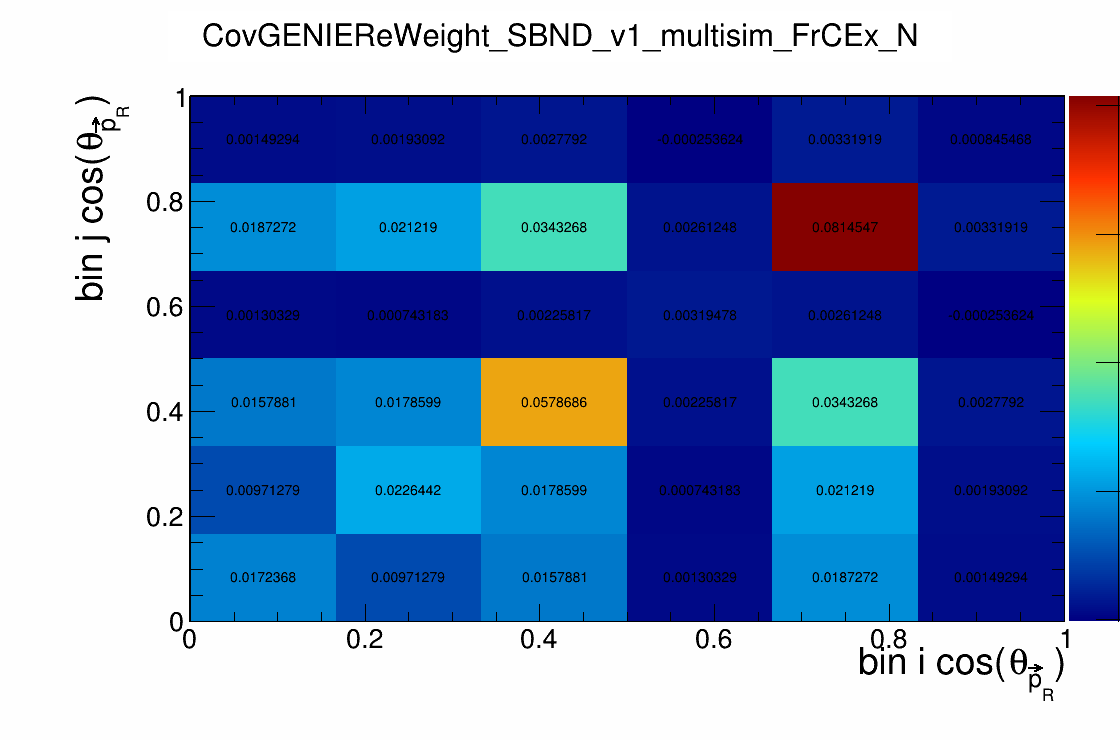 CovGENIEReWeight_SBND_v1_multisim_FrCEx_N
bin j cos(θ_p⃗_R)
1
0.00149294 0.00193092 0.0027792 -0.000253824 0.00331919 0.000845488
0.8
0.0187272 0.021219 0.0343268 0.00261248 0.0814547 0.00331919
0.6
0.00130329 0.000743183 0.00225817 0.00319478 0.00261248 -0.000253824
0.4
0.0157881 0.0178599 0.0578686 0.00225817 0.0343268 0.0027792
0.00971279 0.0226442 0.0178599 0.000743183 0.021219 0.00193092
0.2
0.0172368 0.00971279 0.0157881 0.00130329 0.0187272 0.00149294
0
0 0.2 0.4 0.6 0.8 1
bin i cos(θ_p⃗_R)